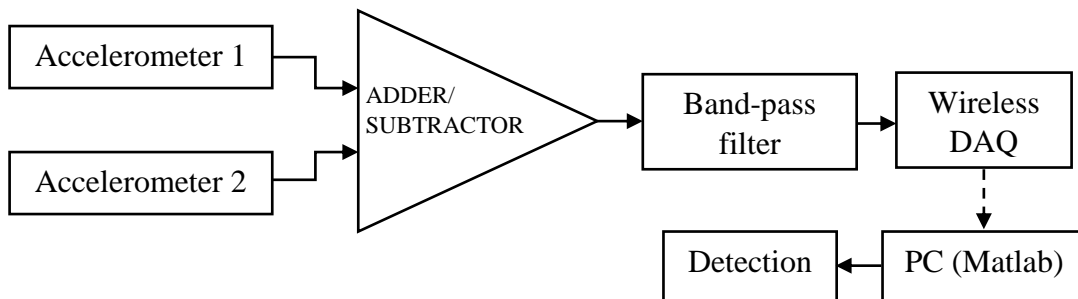 Accelerometer 1
Accelerometer 2
ADDER/
SUBTRACTOR
Band-pass
filter
Wireless
DAQ
PC (Matlab)
Detection